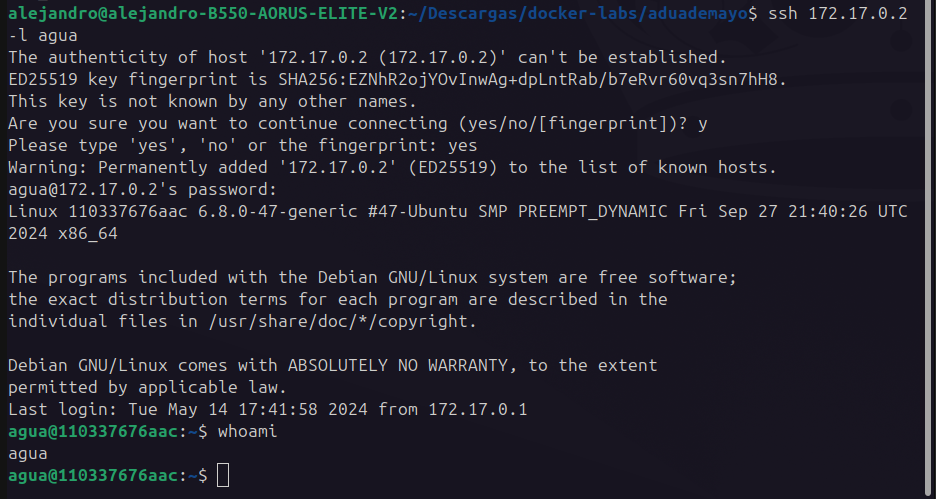 alejandro@alejandro-B550-AORUS-ELITE-V2:~/Descargas/docker-labs/aduademayo$ ssh 172.17.0.2
-l agua
The authenticity of host '172.17.0.2 (172.17.0.2)' can't be established.
ED25519 key fingerprint is SHA256:EZNhR2ojYOvInwAg+dpLntRab/b7eRvr60vq3sn7hH8.
This key is not known by any other names.
Are you sure you want to continue connecting (yes/no/[fingerprint])? y
Please type 'yes', 'no' or the fingerprint: yes
Warning: Permanently added '172.17.0.2' (ED25519) to the list of known hosts.
agua@172.17.0.2's password:
Linux 110337676aac 6.8.0-47-generic #47-Ubuntu SMP PREEMPT_DYNAMIC Fri Sep 27 21:40:26 UTC
2024 x86_64

The programs included with the Debian GNU/Linux system are free software;
the exact distribution terms for each program are described in the
individual files in /usr/share/doc/*/copyright.

Debian GNU/Linux comes with ABSOLUTELY NO WARRANTY, to the extent
permitted by applicable law.
Last login: Tue May 14 17:41:58 2024 from 172.17.0.1
agua@110337676aac:~$ whoami
agua
agua@110337676aac:~$